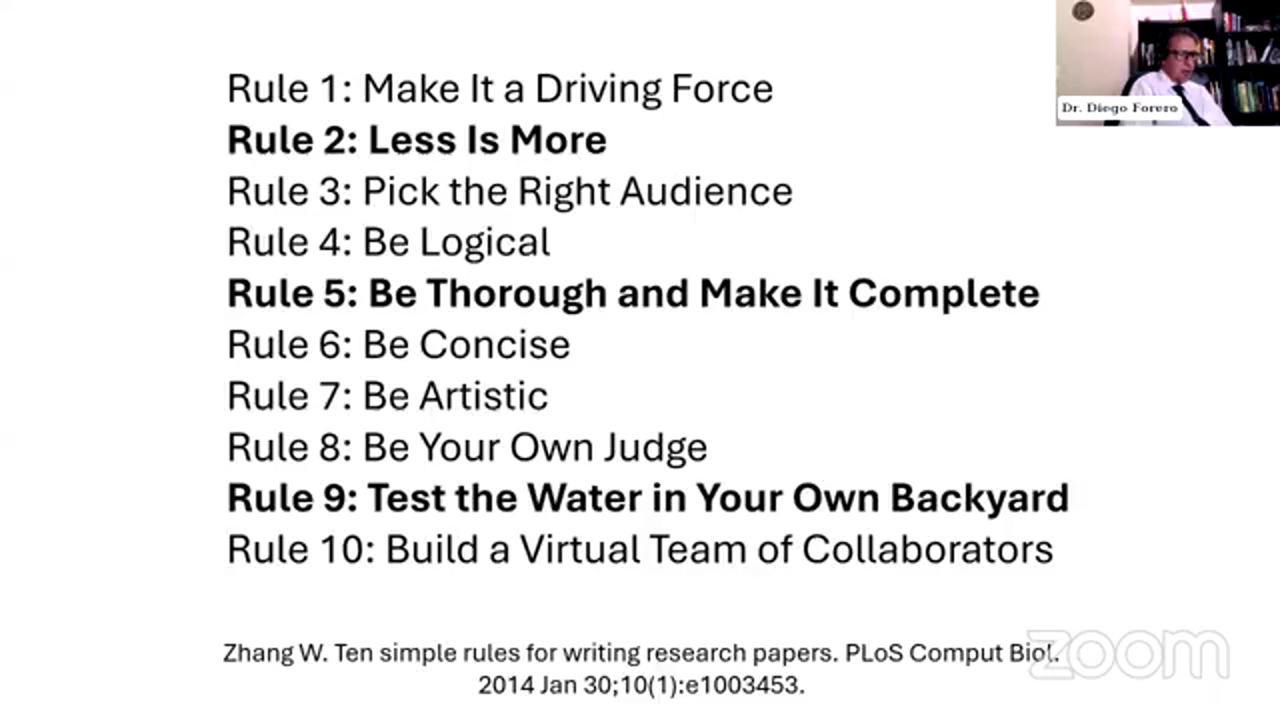 Rule 1: Make It a Driving Force
Rule 2: Less Is More
Rule 3: Pick the Right Audience
Rule 4: Be Logical
Rule 5: Be Thorough and Make It Complete
Rule 6: Be Concise
Rule 7: Be Artistic
Rule 8: Be Your Own Judge
Rule 9: Test the Water in Your Own Backyard
Rule 10: Build a Virtual Team of Collaborators
Zhang W. Ten simple rules for writing research papers. PLoS Comput Biol.
2014 Jan 30;10(1):e1003453.
Dr. Diego Forero
zoom